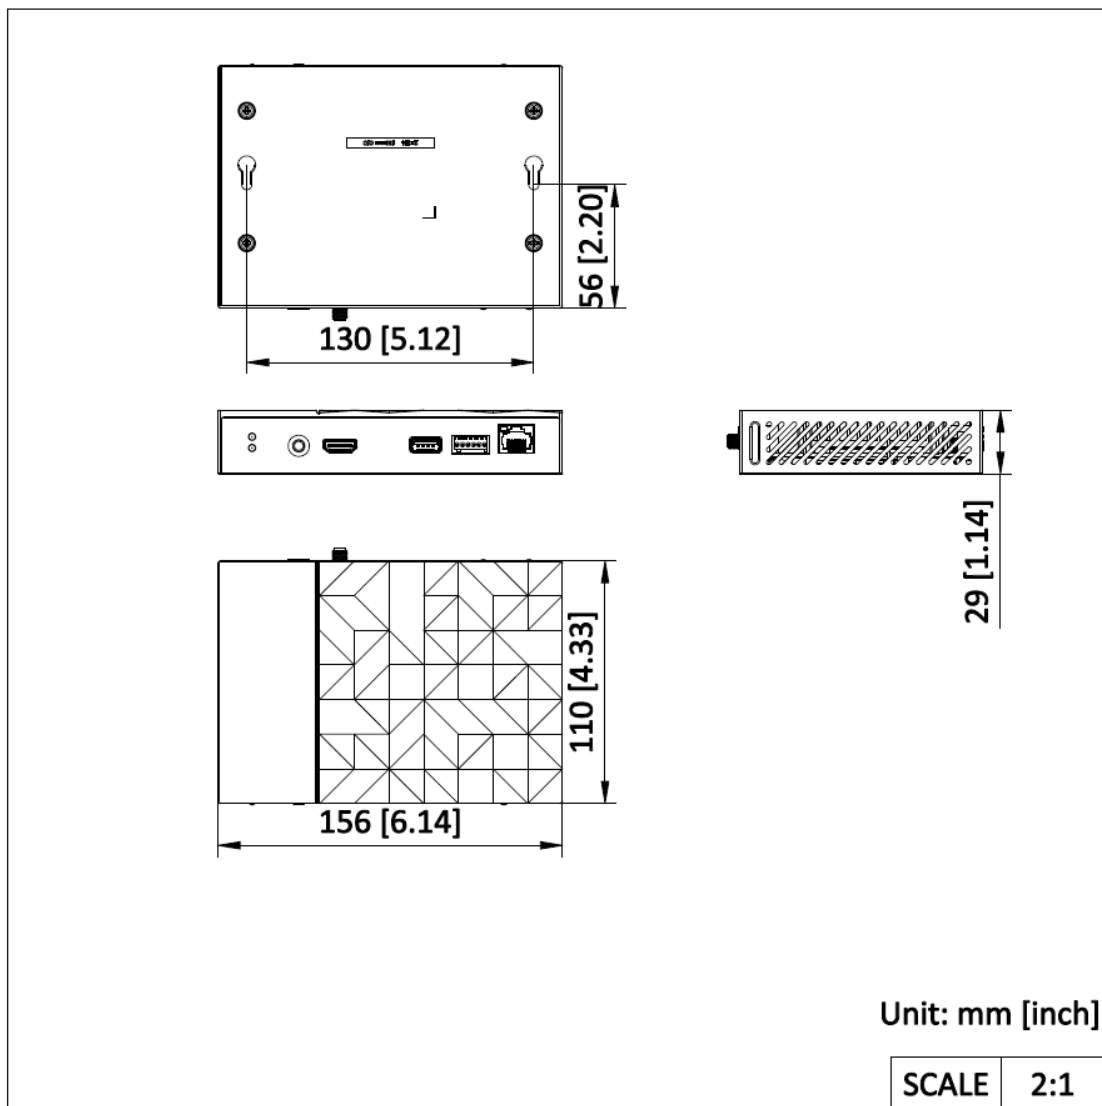 56 [2.20]
130 [5.12]
29 [1.14]
110 [4.33]
156 [6.14]
Unit: mm [inch]
SCALE 2:1